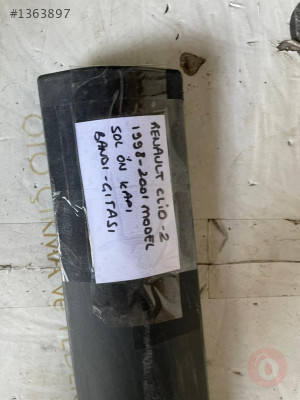 #1363897
RENAULT CLİO -2
1998-2001 MODEL
SOL ÖN KAPI
BANDI - ÇITASI